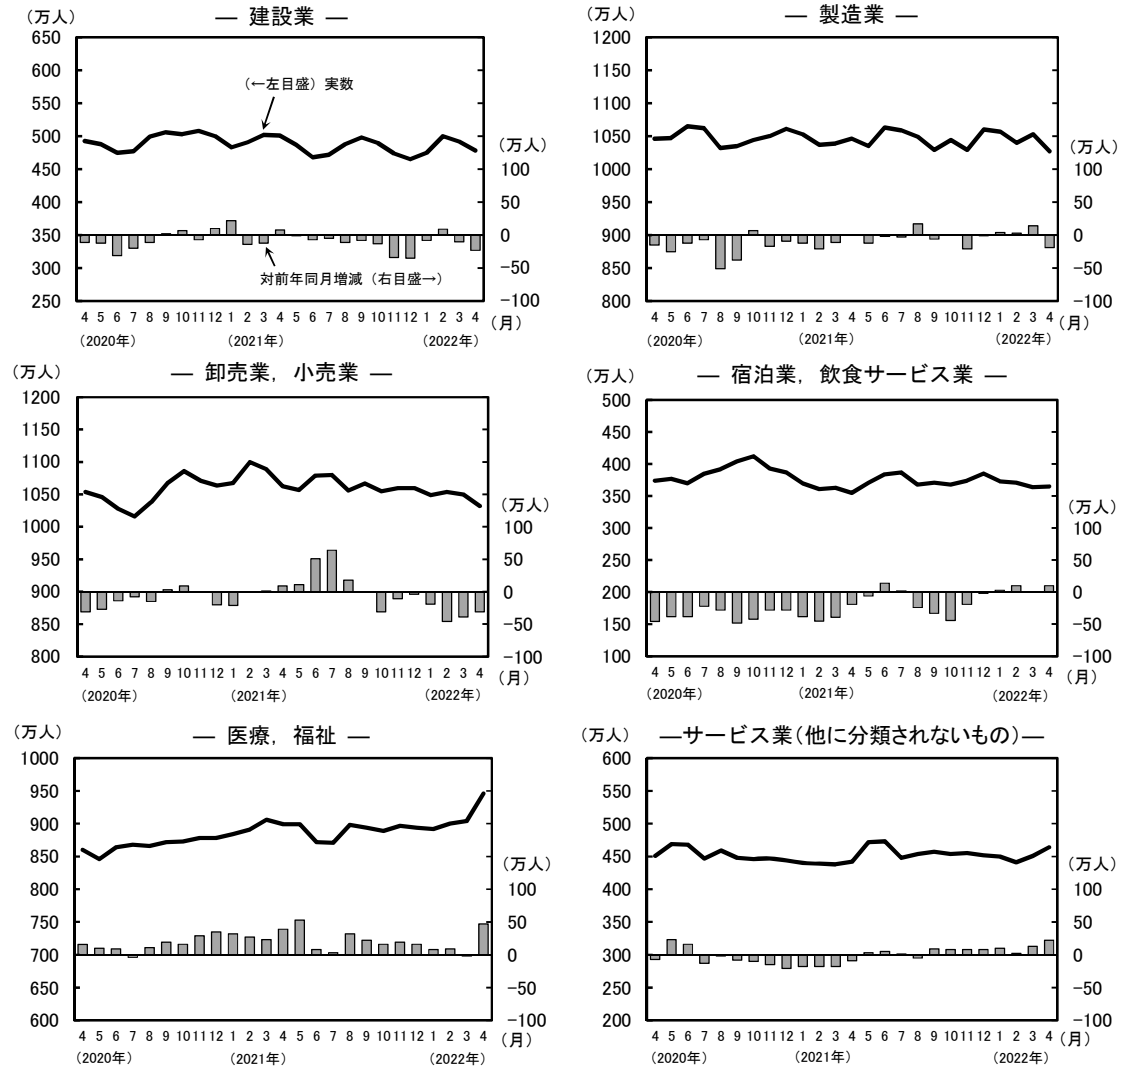 (万人)
― 建設業 ―
650
600
550
500
450
400
350
300
250
(←左目盛) 実数
対前年同月増減 (右目盛→)
(万人)
100
50
0
−50
−100
4 5 6 7 8 9 10 11 12 1 2 3 4 5 6 7 8 9 10 11 12 1 2 3 4
(月)
(2020年) (2021年) (2022年)
(万人)
― 製造業 ―
1200
1150
1100
1050
1000
950
900
850
800
(万人)
100
50
0
−50
−100
4 5 6 7 8 9 10 11 12 1 2 3 4 5 6 7 8 9 10 11 12 1 2 3 4
(月)
(2020年) (2021年) (2022年)
(万人)
― 卸売業, 小売業 ―
1200
1150
1100
1050
1000
950
900
850
800
(万人)
100
50
0
−50
−100
4 5 6 7 8 9 10 11 12 1 2 3 4 5 6 7 8 9 10 11 12 1 2 3 4
(月)
(2020年) (2021年) (2022年)
(万人)
― 宿泊業, 飲食サービス業 ―
500
450
400
350
300
250
200
150
100
(万人)
100
50
0
−50
−100
4 5 6 7 8 9 10 11 12 1 2 3 4 5 6 7 8 9 10 11 12 1 2 3 4
(月)
(2020年) (2021年) (2022年)
(万人)
― 医療, 福祉 ―
1000
950
900
850
800
750
700
650
600
(万人)
100
50
0
−50
−100
4 5 6 7 8 9 10 11 12 1 2 3 4 5 6 7 8 9 10 11 12 1 2 3 4
(月)
(2020年) (2021年) (2022年)
(万人)
―サービス業(他に分類されないもの)―
600
550
500
450
400
350
300
250
200
(万人)
100
50
0
−50
−100
4 5 6 7 8 9 10 11 12 1 2 3 4 5 6 7 8 9 10 11 12 1 2 3 4
(月)
(2020年) (2021年) (2022年)